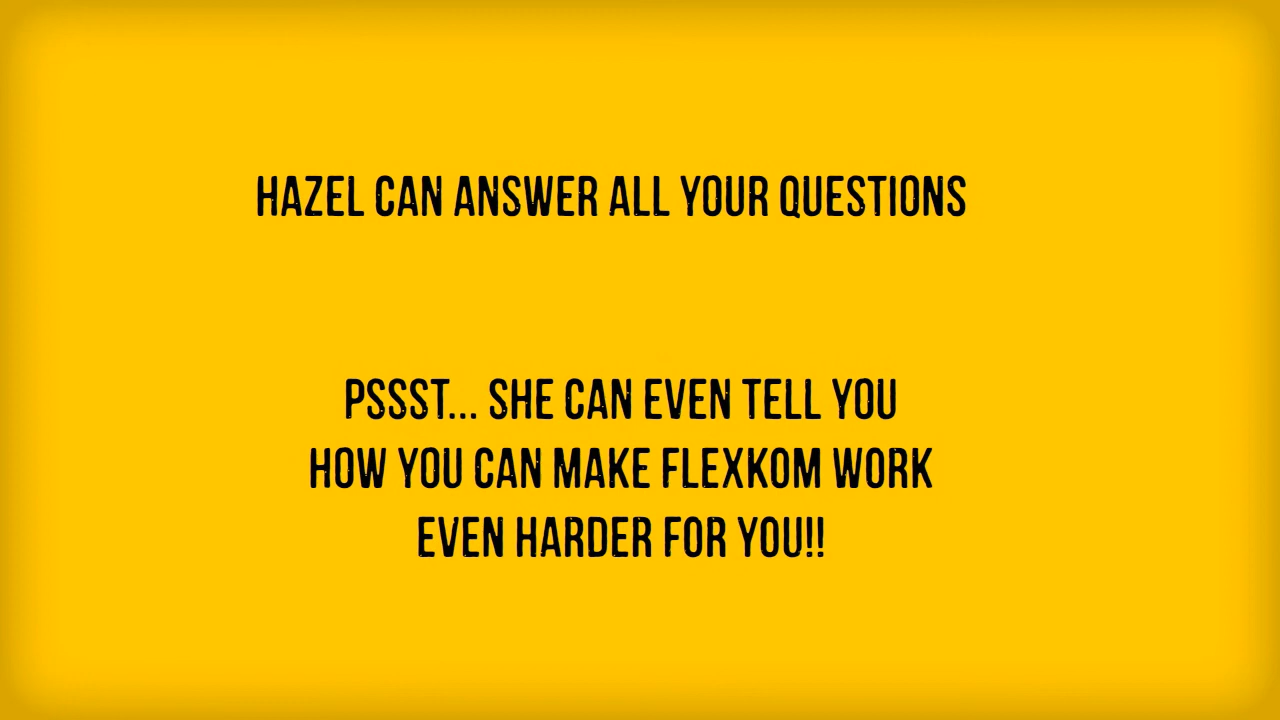 HAZEL CAN ANSWER ALL YOUR QUESTIONS
PSSST... SHE CAN EVEN TELL YOU
HOW YOU CAN MAKE FLEXKOM WORK
EVEN HARDER FOR YOU!!